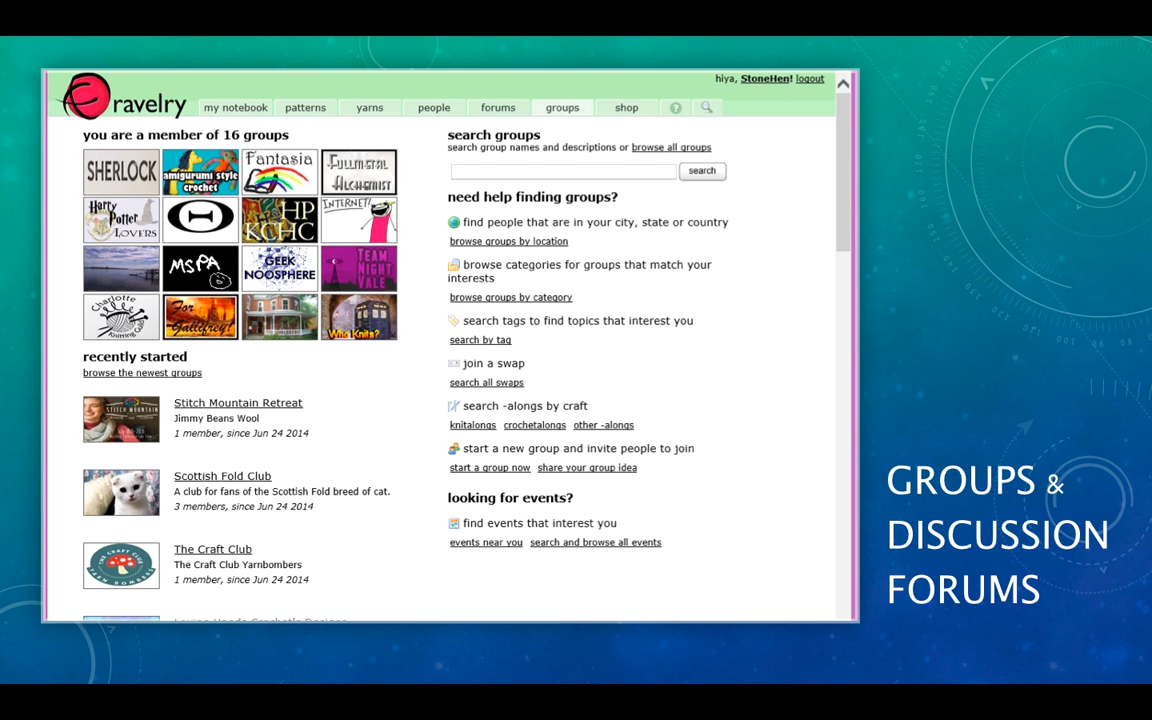 hiya, StoneHen! logout
ravelry
my notebook
patterns
yarns
people
forums
groups
shop
you are a member of 16 groups
SHERLOCK
amigurumi style
crochet
Fantasia
FULLMETAL
ALCHEMIST
Harry
Potter
LOVERS
HP
KCHC
INTERNET!
MSPA
GEEK
NOOSPHERE
TEAM
NIGHT
VALE
Charlotte
Knitting Guild
For
Gallifrey!
Who Knits?
recently started
browse the newest groups
STITCH MOUNTAIN
Stitch Mountain Retreat
Jimmy Beans Wool
1 member, since Jun 24 2014
Scottish Fold Club
A club for fans of the Scottish Fold breed of cat.
3 members, since Jun 24 2014
THE CRAFT CLUB
YARN BOMBERS
The Craft Club
The Craft Club Yarnbombers
1 member, since Jun 24 2014
search groups
search group names and descriptions or browse all groups
search
need help finding groups?
find people that are in your city, state or country
browse groups by location
browse categories for groups that match your
interests
browse groups by category
search tags to find topics that interest you
search by tag
join a swap
search all swaps
search -alongs by craft
knitalongs crochetalongs other -alongs
start a new group and invite people to join
start a group now share your group idea
looking for events?
find events that interest you
events near you search and browse all events
GROUPS &
DISCUSSION
FORUMS